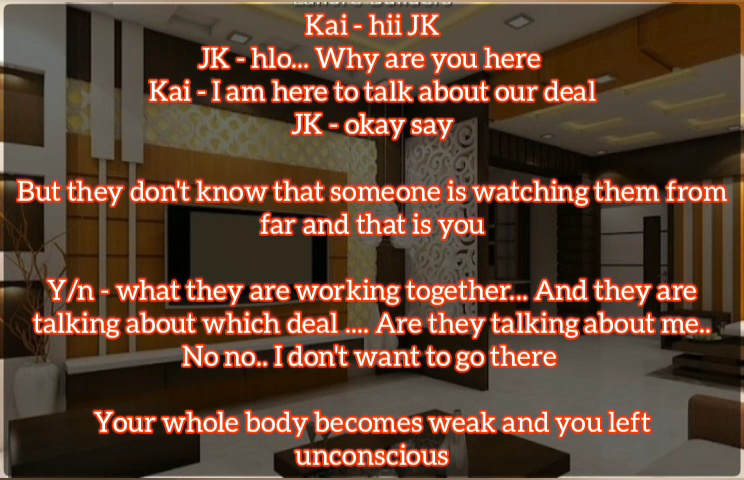 Kai - hii JK
JK - hlo... Why are you here
Kai - I am here to talk about our deal
JK - okay say
But they don't know that someone is watching them from
far and that is you
Y/n - what they are working together... And they are
talking about which deal .... Are they talking about me..
No no.. I don't want to go there
Your whole body becomes weak and you left
unconscious